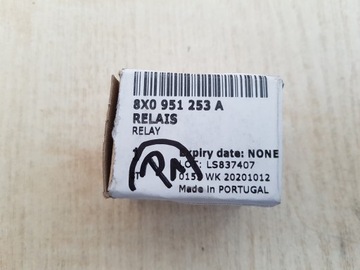 8X0 951 253 A
RELAIS
RELAY
Expiry date: NONE
LS837407
WK 20201012
Made in PORTUGAL